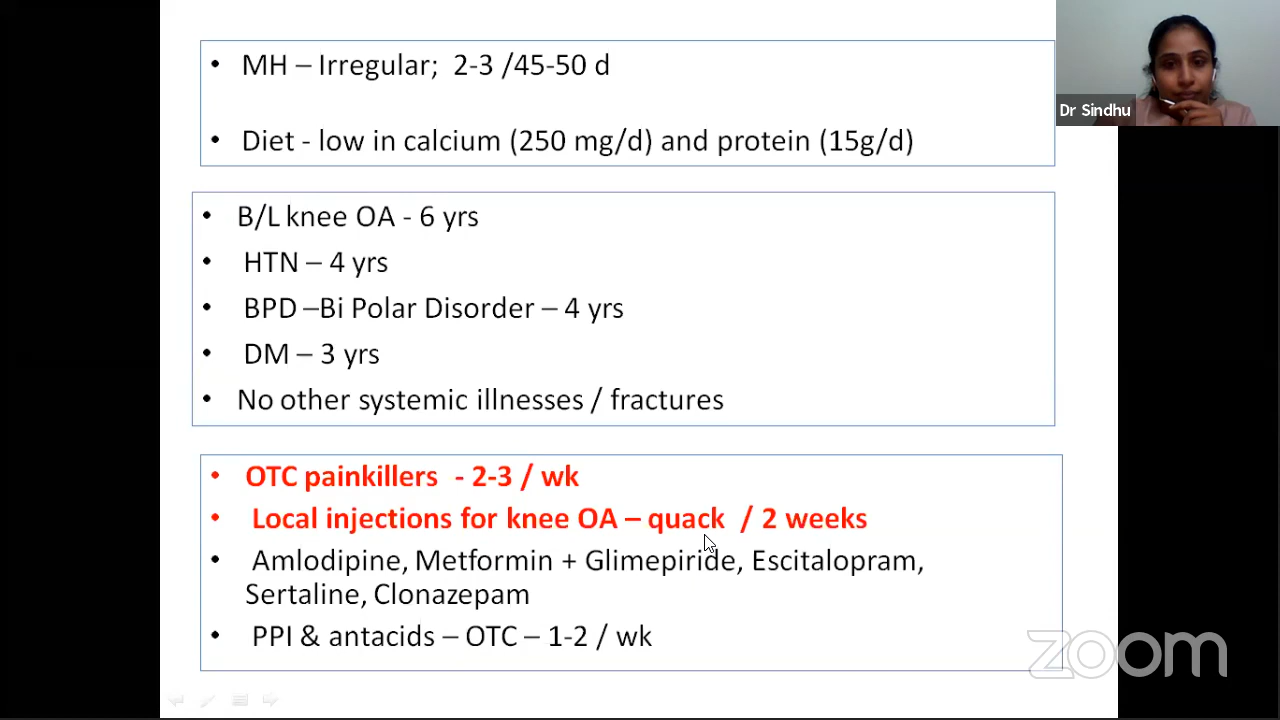 • MH – Irregular; 2-3 /45-50 d
• Diet - low in calcium (250 mg/d) and protein (15g/d)
• B/L knee OA - 6 yrs
• HTN – 4 yrs
• BPD –Bi Polar Disorder – 4 yrs
• DM – 3 yrs
• No other systemic illnesses / fractures
• OTC painkillers - 2-3 / wk
• Local injections for knee OA – quack / 2 weeks
• Amlodipine, Metformin + Glimepiride, Escitalopram,
Sertaline, Clonazepam
• PPI & antacids – OTC – 1-2 / wk
Dr Sindhu
zoom